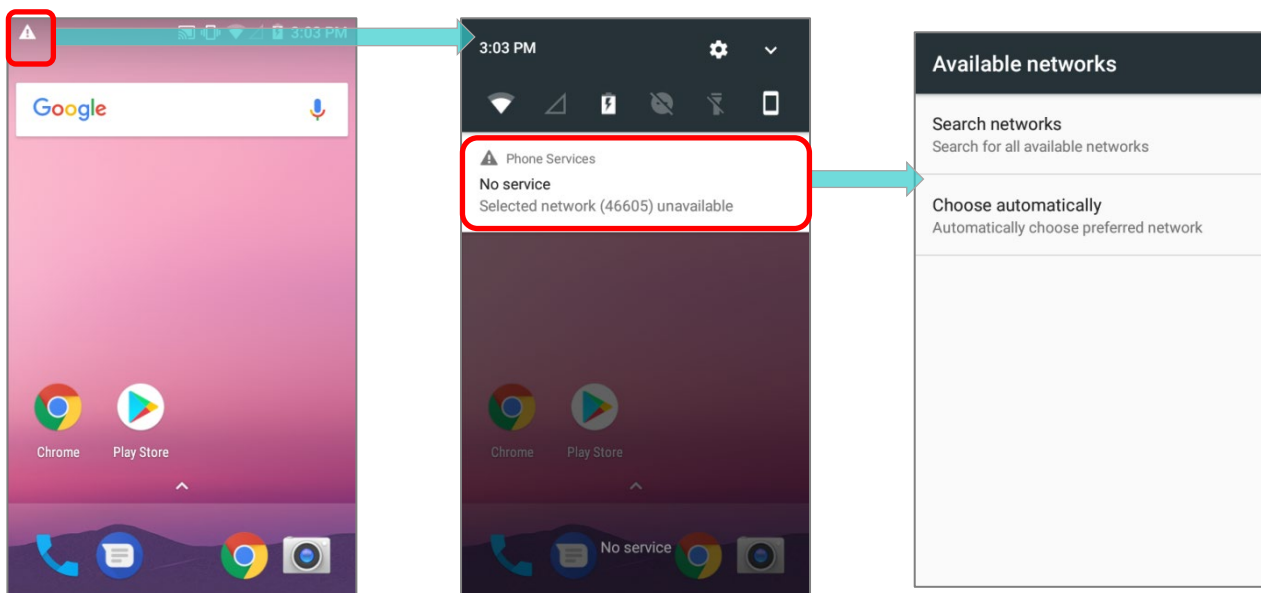 3:03 PM
Google
Chrome
Play Store
3:03 PM
Phone Services
No service
Selected network (46605) unavailable
Chrome
Play Store
No service
Available networks
Search networks
Search for all available networks
Choose automatically
Automatically choose preferred network